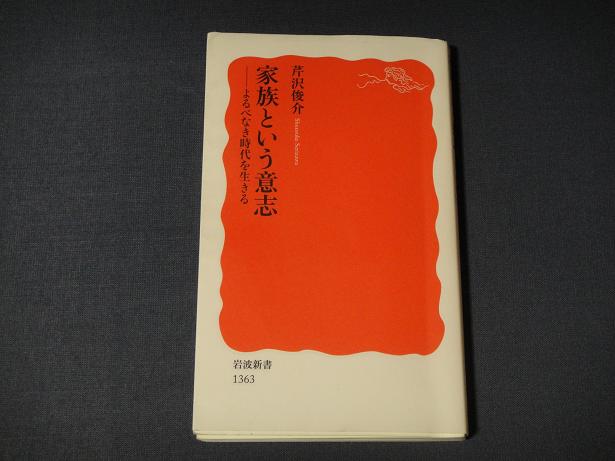 芹沢俊介
Shunsuke Serizawa
家族という意志
──よるべなき時代を生きる
岩波新書
1363